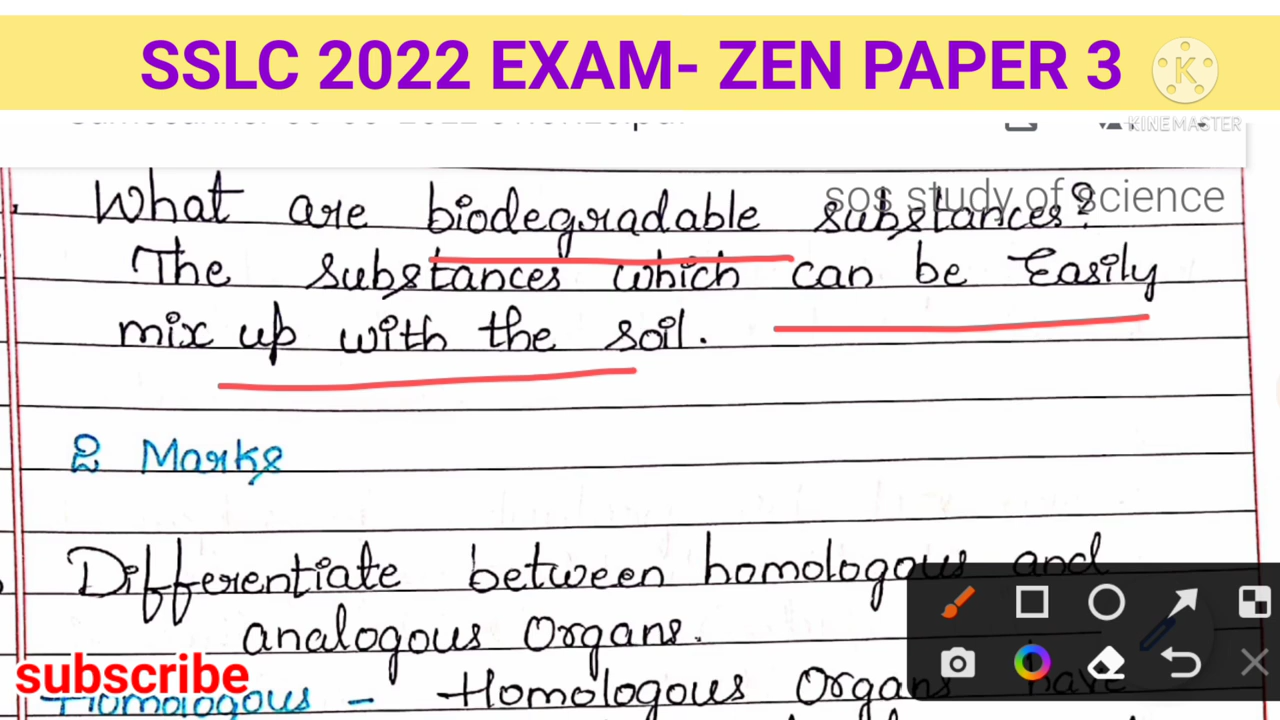 SSLC 2022 EXAM- ZEN PAPER 3
K
KINEMASTER
sos study of science
What are biodegradable substances?
The substances which can be Easily
mix up with the soil.
2 Marks
Differentiate between homologous and
analogous Organs.
subscribe
Homologous - Homologous Organs have